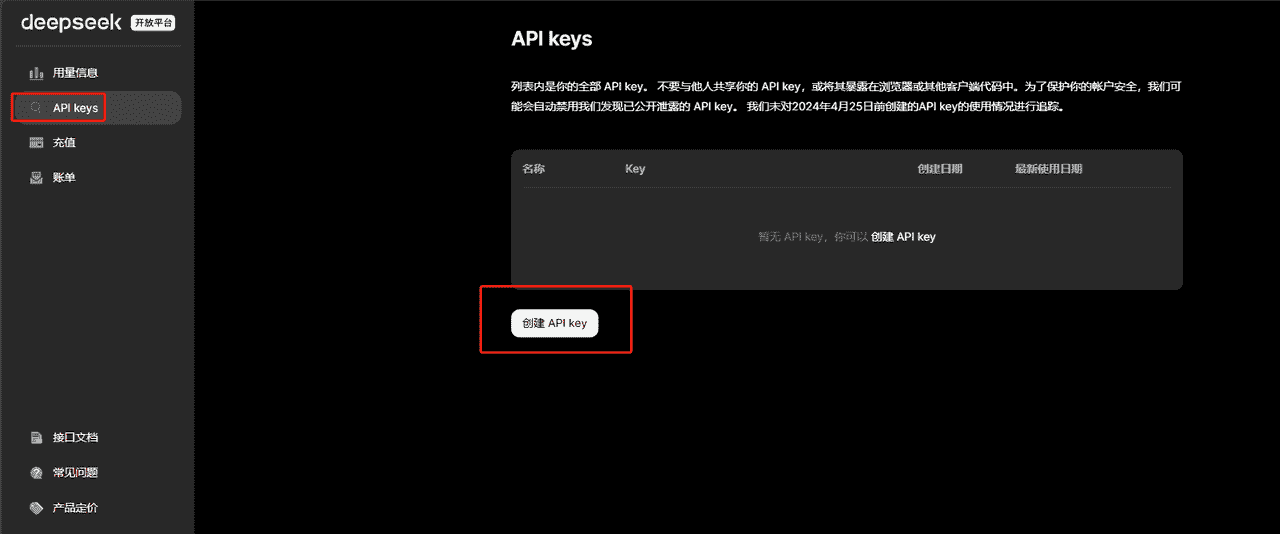 deepseek 开放平台
用量信息
API keys
充值
账单
接口文档
常见问题
产品定价
API keys
列表内是你的全部 API key。 不要与他人共享你的 API key，或将其暴露在浏览器或其他客户端代码中。为了保护你的帐户安全，我们可
能会自动禁用我们发现已公开泄露的 API key。 我们未对2024年4月25日前创建的API key的使用情况进行追踪。
名称 Key 创建日期 最新使用日期
暂无 API key，你可以 创建 API key
创建 API key